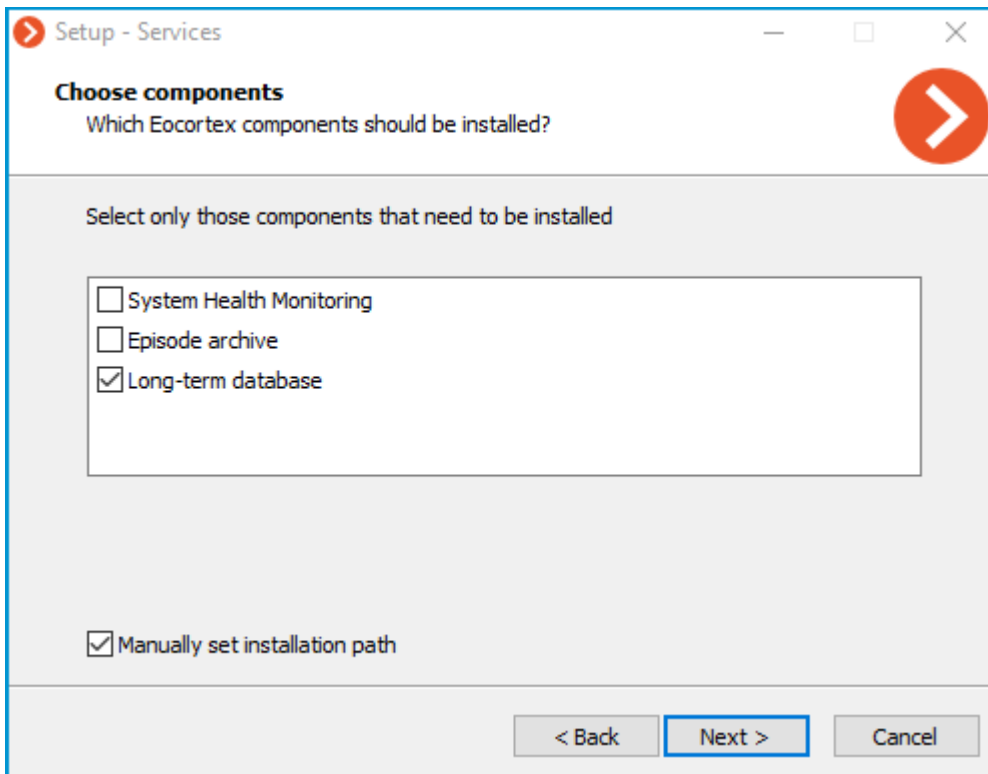 Setup - Services
Choose components
Which Eocortex components should be installed?
Select only those components that need to be installed
System Health Monitoring
Episode archive
Long-term database
Manually set installation path
< Back
Next >
Cancel